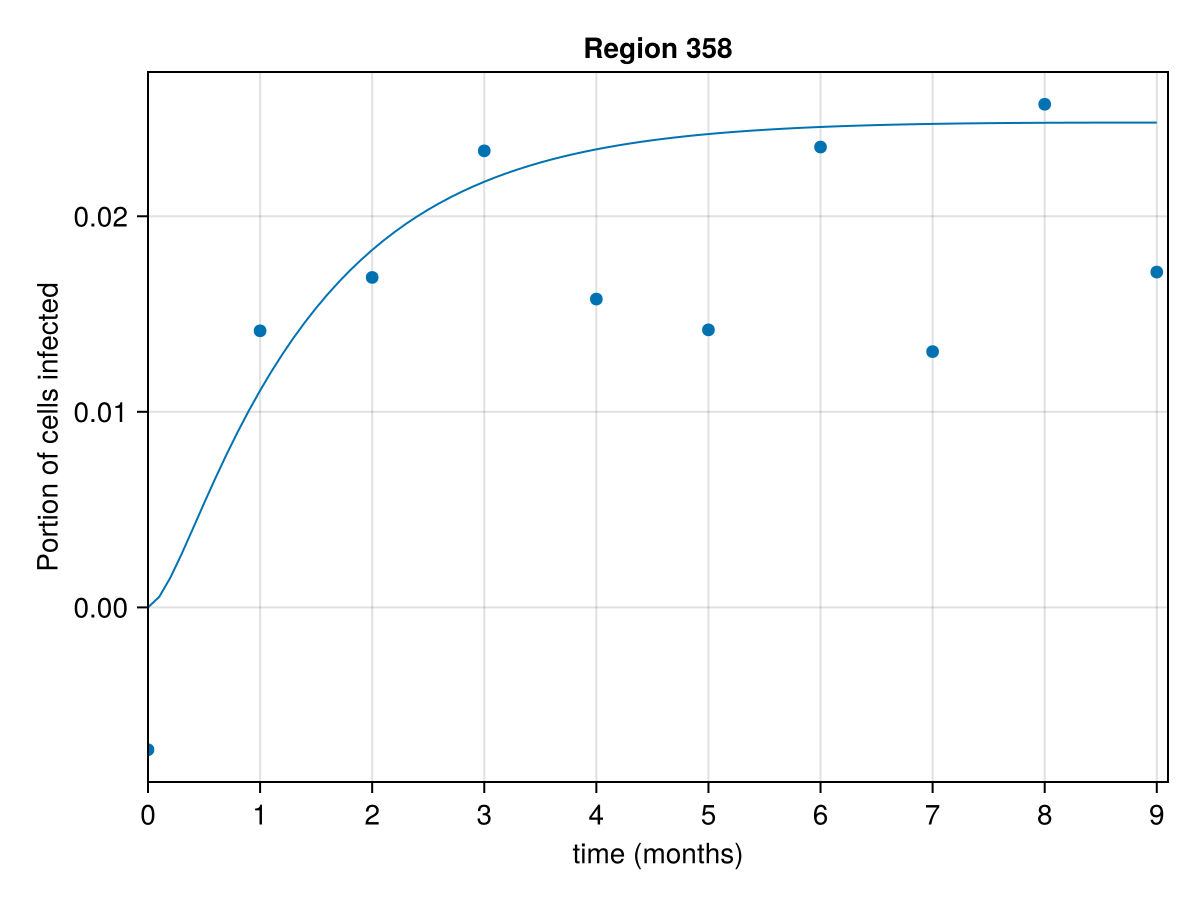 Region 358
Portion of cells infected
0.02
0.01
0.00
0 1 2 3 4 5 6 7 8 9
time (months)